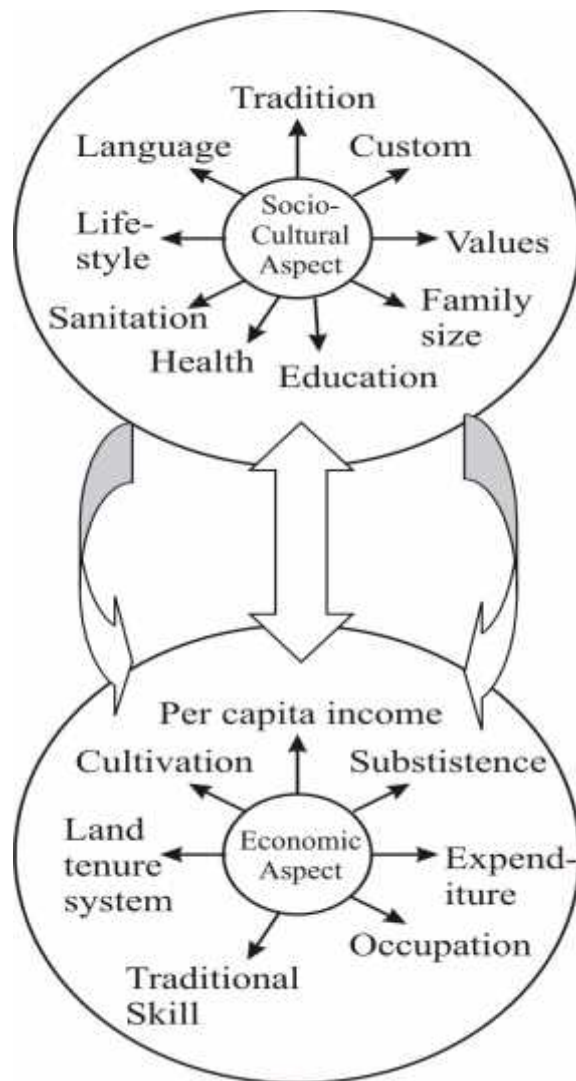 Tradition
Language
Custom
Socio-
Cultural
Aspect
Life-
style
Values
Sanitation
Family
size
Health
Education
Per capita income
Cultivation
Substistence
Land
tenure
system
Economic
Aspect
Expend-
iture
Occupation
Traditional
Skill